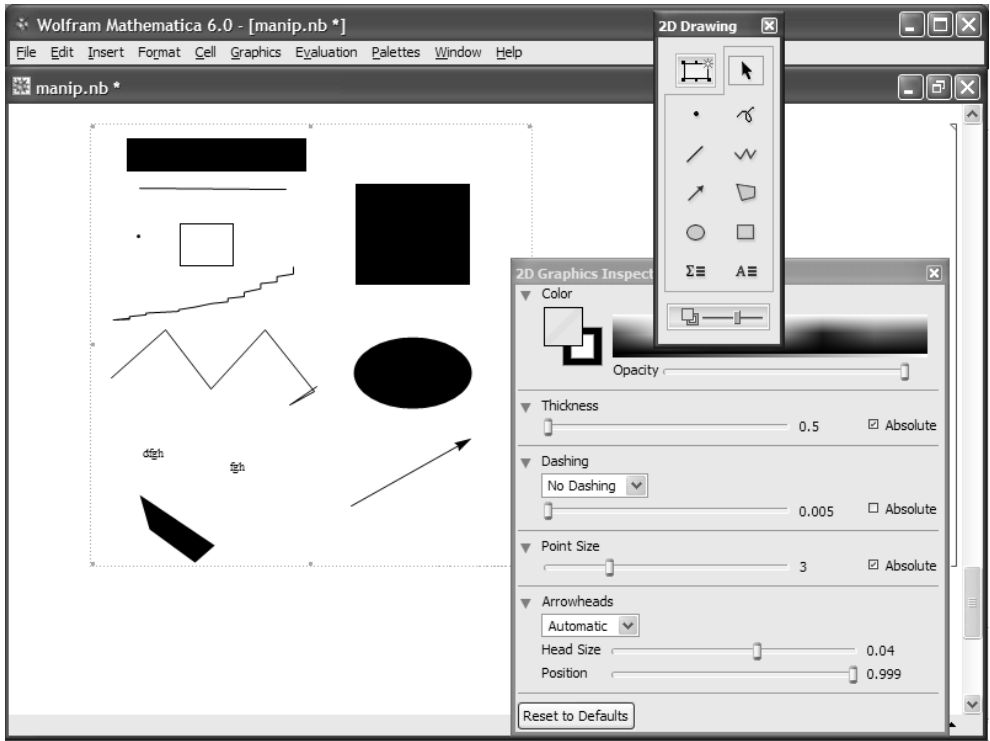 Wolfram Mathematica 6.0 - [manip.nb *]
File Edit Insert Format Cell Graphics Evaluation Palettes Window Help
manip.nb *
2D Drawing
Σ≡ A≡
dfgh
fgh
2D Graphics Inspect
Color
Opacity
Thickness
0.5 Absolute
Dashing
No Dashing
0.005 Absolute
Point Size
3 Absolute
Arrowheads
Automatic
Head Size 0.04
Position 0.999
Reset to Defaults